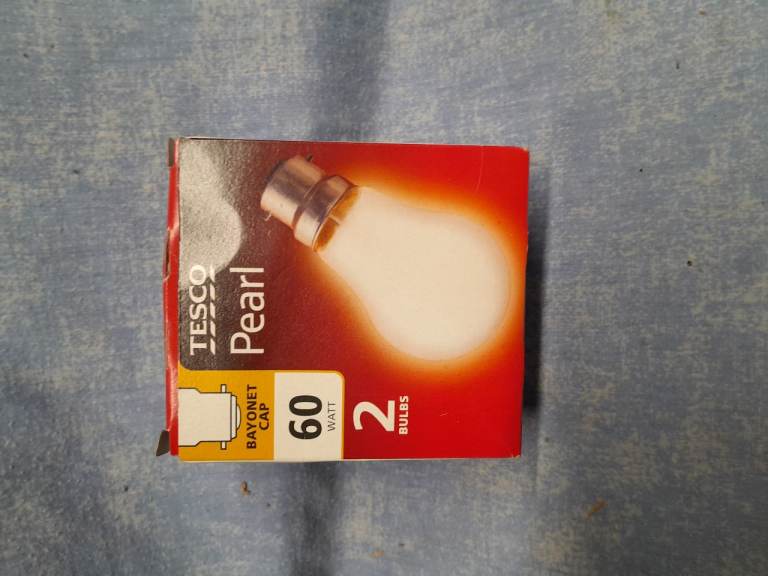 TESCO
Pearl
BAYONET
CAP
60
WATT
2
BULBS